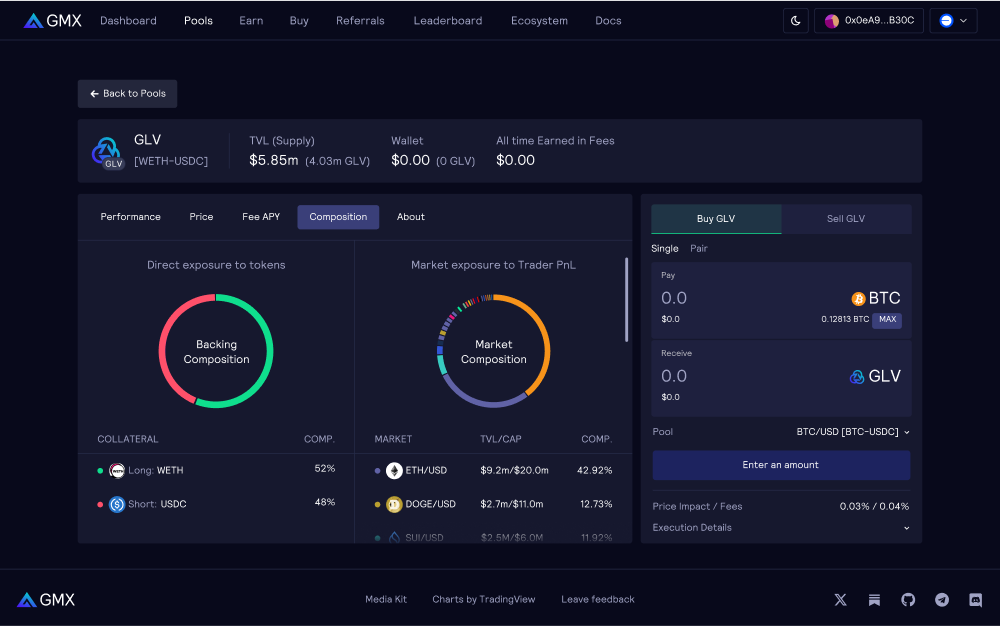 GMX Dashboard Pools Earn Buy Referrals Leaderboard Ecosystem Docs 0x0eA9...B30C
Back to Pools
GLV
GLV
[WETH-USDC]
TVL (Supply)
$5.85m (4.03m GLV)
Wallet
$0.00 (0 GLV)
All time Earned in Fees
$0.00
Performance Price Fee APY Composition About
Direct exposure to tokens
Backing
Composition
COLLATERAL COMP.
WETH
Long: WETH 52%
Short: USDC 48%
Market exposure to Trader PnL
Market
Composition
MARKET TVL/CAP COMP.
ETH/USD $9.2m/$20.0m 42.92%
DOGE/USD $2.7m/$11.0m 12.73%
SUI/USD $2.5M/$6.0M 11.92%
Buy GLV Sell GLV
Single Pair
Pay
0.0 BTC
$0.0 0.12813 BTC MAX
Receive
0.0 GLV
$0.0
Pool BTC/USD [BTC-USDC]
Enter an amount
Price Impact / Fees 0.03% / 0.04%
Execution Details
GMX Media Kit Charts by TradingView Leave feedback